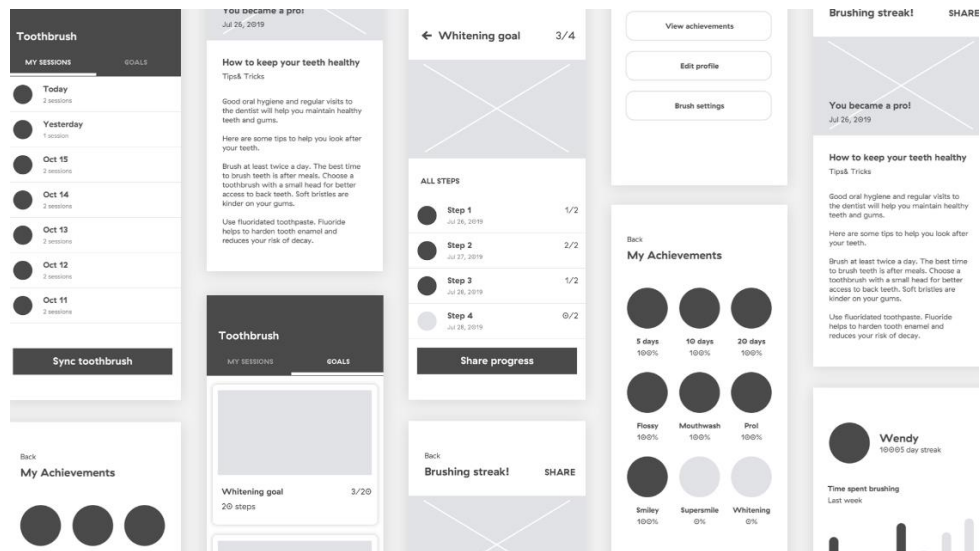 Toothbrush
MY SESSIONS
GOALS
Today
2 sessions
Yesterday
1 session
Oct 15
2 sessions
Oct 14
2 sessions
Oct 13
2 sessions
Oct 12
2 sessions
Oct 11
2 sessions
Sync toothbrush
Back
My Achievements
You became a pro!
Jul 26, 2019
How to keep your teeth healthy
Tips& Tricks
Good oral hygiene and regular visits to
the dentist will help you maintain healthy
teeth and gums.
Here are some tips to help you look after
your teeth.
Brush at least twice a day. The best time
to brush teeth is after meals. Choose a
toothbrush with a small head for better
access to back teeth. Soft bristles are
kinder on your gums.
Use fluoridated toothpaste. Fluoride
helps to harden tooth enamel and
reduces your risk of decay.
Toothbrush
MY SESSIONS
GOALS
Whitening goal 3/20
20 steps
← Whitening goal 3/4
ALL STEPS
Step 1 1/2
Jul 26, 2019
Step 2 2/2
Jul 27, 2019
Step 3 1/2
Jul 28, 2019
Step 4 0/2
Jul 28, 2019
Share progress
Back
Brushing streak! SHARE
View achievements
Edit profile
Brush settings
Back
My Achievements
5 days 10 days 20 days
100% 100% 100%
Flossy Mouthwash Pro!
100% 100% 100%
Smiley Supersmile Whitening
100% 0% 0%
Brushing streak! SHARE
You became a pro!
Jul 26, 2019
How to keep your teeth healthy
Tips& Tricks
Good oral hygiene and regular visits to
the dentist will help you maintain healthy
teeth and gums.
Here are some tips to help you look after
your teeth.
Brush at least twice a day. The best time
to brush teeth is after meals. Choose a
toothbrush with a small head for better
access to back teeth. Soft bristles are
kinder on your gums.
Use fluoridated toothpaste. Fluoride
helps to harden tooth enamel and
reduces your risk of decay.
Wendy
10005 day streak
Time spent brushing
Last week